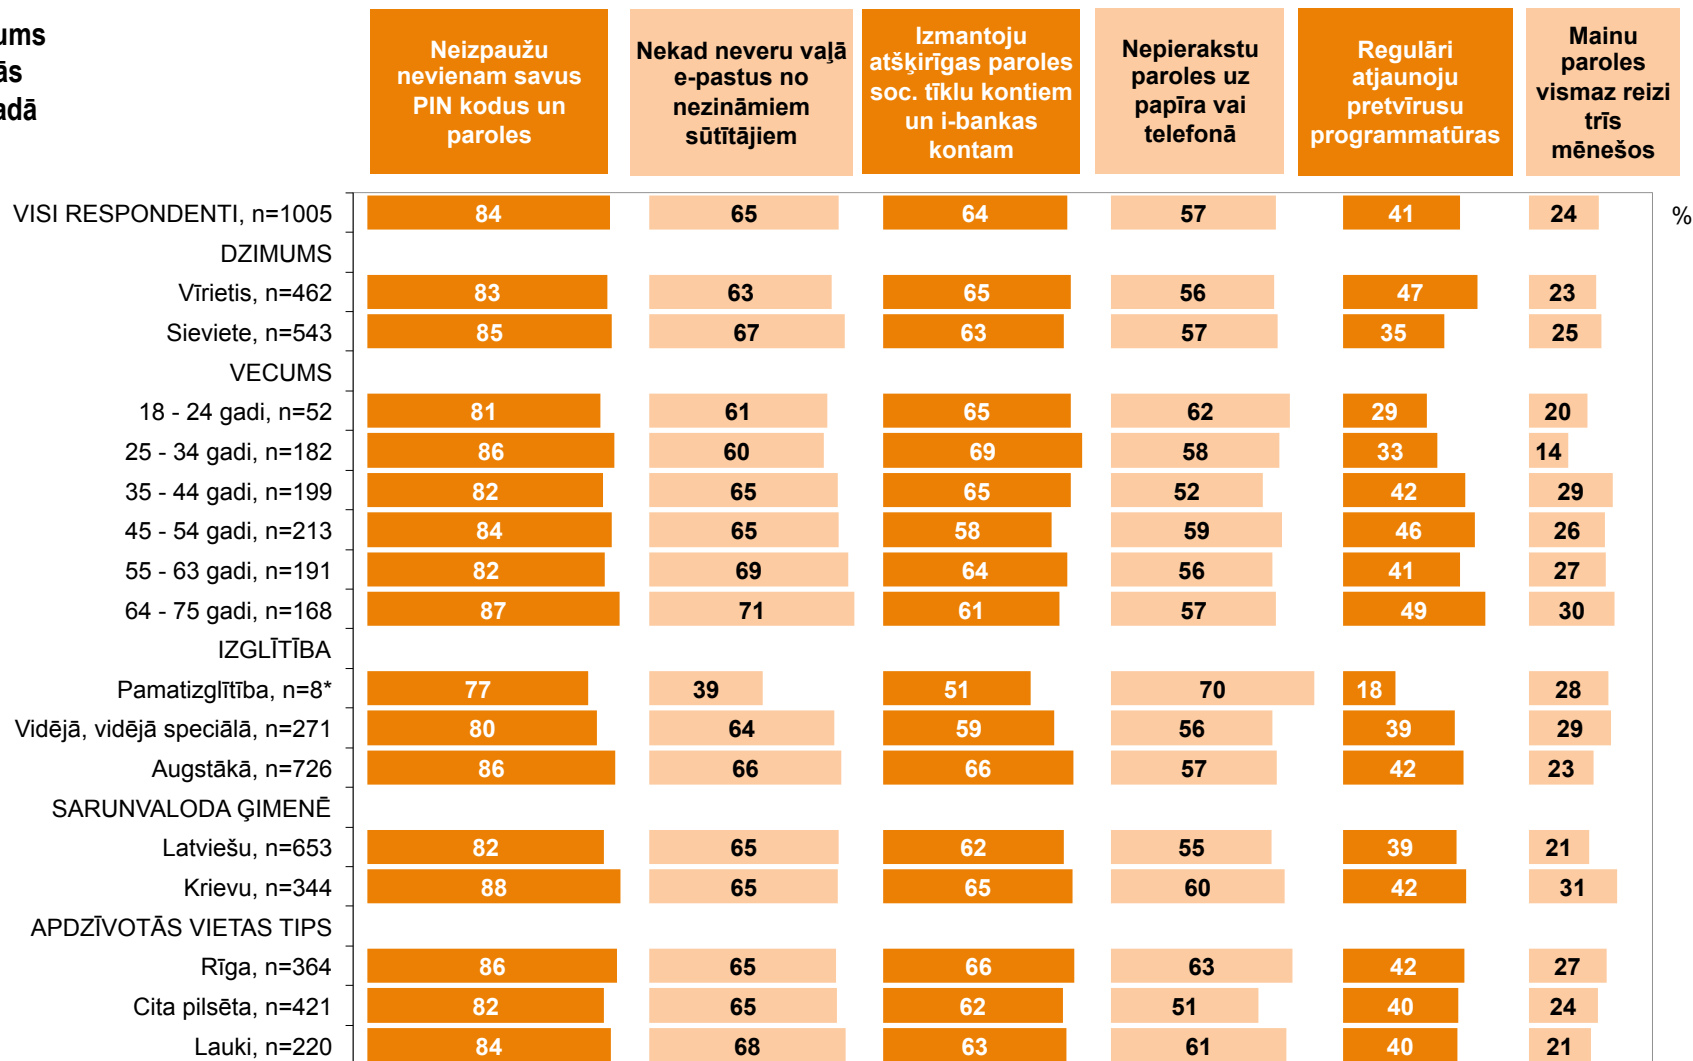 ums
ās
adā
Neizpaužu
nevienam savus
PIN kodus un
paroles
Nekad neveru vaļā
e-pastus no
nezināmiem
sūtītājiem
Izmantoju
atšķirīgas paroles
soc. tīklu kontiem
un i-bankas
kontam
Nepierakstu
paroles uz
papīra vai
telefonā
Regulāri
atjaunoju
pretvīrusu
programmatūras
Mainu
paroles
vismaz reizi
trīs
mēnešos
VISI RESPONDENTI, n=1005 84 65 64 57 41 24 %
DZIMUMS
Vīrietis, n=462 83 63 65 56 47 23
Sieviete, n=543 85 67 63 57 35 25
VECUMS
18 - 24 gadi, n=52 81 61 65 62 29 20
25 - 34 gadi, n=182 86 60 69 58 33 14
35 - 44 gadi, n=199 82 65 65 52 42 29
45 - 54 gadi, n=213 84 65 58 59 46 26
55 - 63 gadi, n=191 82 69 64 56 41 27
64 - 75 gadi, n=168 87 71 61 57 49 30
IZGLĪTĪBA
Pamatizglītība, n=8* 77 39 51 70 18 28
Vidējā, vidējā speciālā, n=271 80 64 59 56 39 29
Augstākā, n=726 86 66 66 57 42 23
SARUNVALODA ĢIMENĒ
Latviešu, n=653 82 65 62 55 39 21
Krievu, n=344 88 65 65 60 42 31
APDZĪVOTĀS VIETAS TIPS
Rīga, n=364 86 65 66 63 42 27
Cita pilsēta, n=421 82 65 62 51 40 24
Lauki, n=220 84 68 63 61 40 21